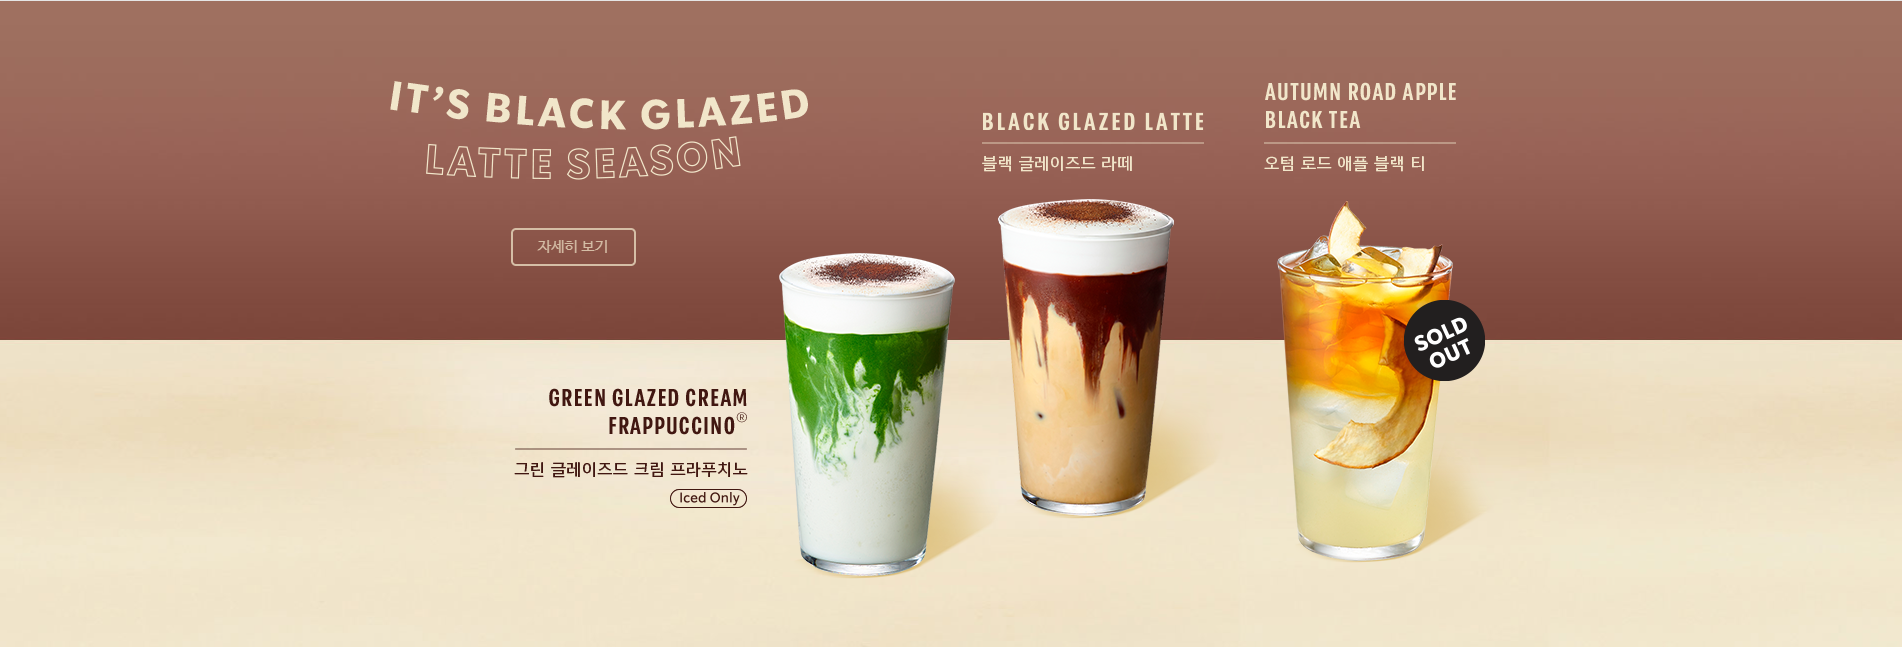 IT'S BLACK GLAZED
LATTE SEASON
자세히 보기
GREEN GLAZED CREAM
FRAPPUCCINO®
그린 글레이즈드 크림 프라푸치노
Iced Only
BLACK GLAZED LATTE
블랙 글레이즈드 라떼
AUTUMN ROAD APPLE
BLACK TEA
오텀 로드 애플 블랙 티
SOLD
OUT